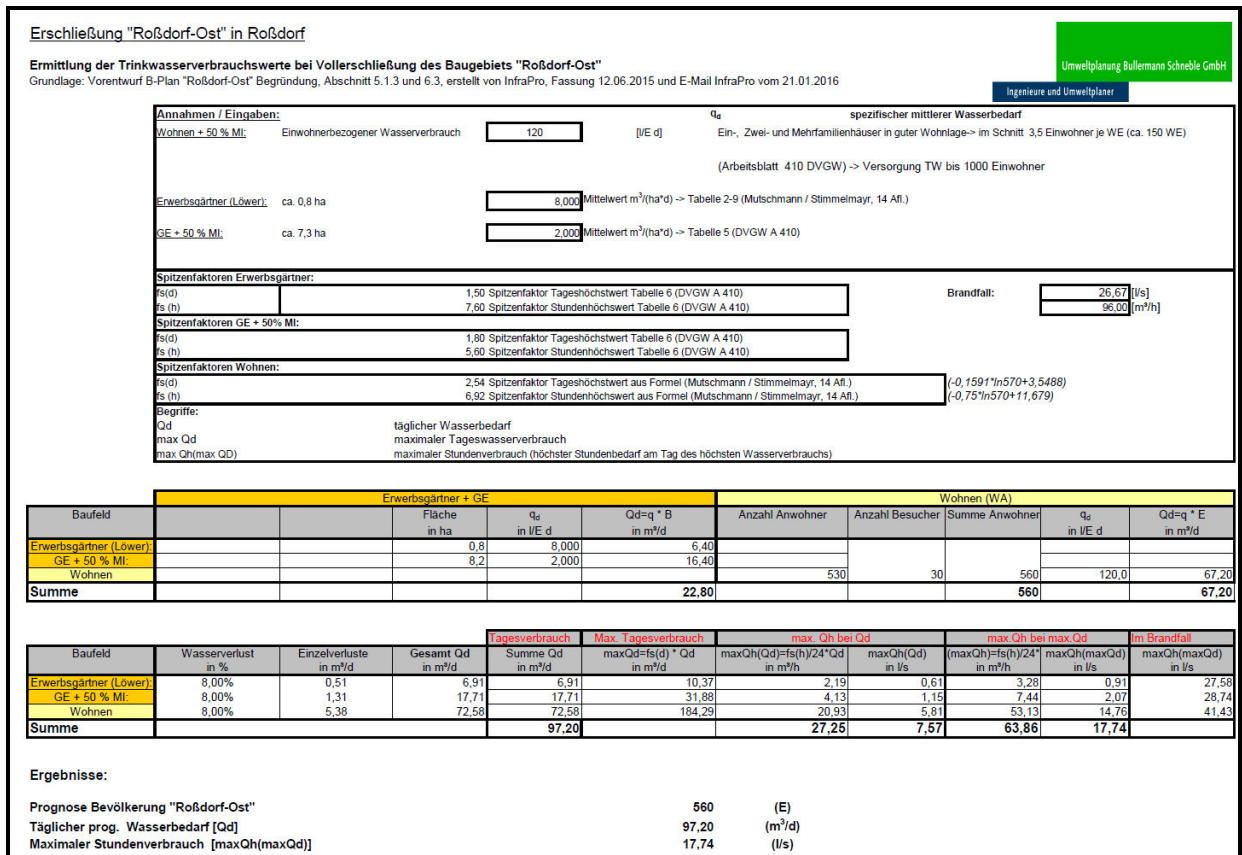 Erschließung "Roßdorf-Ost" in Roßdorf
Ermittlung der Trinkwasserverbrauchswerte bei Vollerschließung des Baugebiets "Roßdorf-Ost"
Grundlage: Vorentwurf B-Plan "Roßdorf-Ost" Begründung, Abschnitt 5.1.3 und 6.3, erstellt von InfraPro, Fassung 12.06.2015 und E-Mail InfraPro vom 21.01.2016
Umweltplanung Bullermann Schneble GmbH
Ingenieure und Umweltplaner
Annahmen / Eingaben: qd spezifischer mittlerer Wasserbedarf
Wohnen + 50 % MI: Einwohnerbezogener Wasserverbrauch 120 [l/E d] Ein-, Zwei- und Mehrfamilienhäuser in guter Wohnlage-> im Schnitt 3,5 Einwohner je WE (ca. 150 WE)
(Arbeitsblatt 410 DVGW) -> Versorgung TW bis 1000 Einwohner
Erwerbsgärtner (Löwer): ca. 0,8 ha 8,000 Mittelwert m³/(ha*d) -> Tabelle 2-9 (Mutschmann / Stimmelmayr, 14 Afl.)
GE + 50 % MI: ca. 7,3 ha 2,000 Mittelwert m³/(ha*d) -> Tabelle 5 (DVGW A 410)
Spitzenfaktoren Erwerbsgärtner:
fs(d) 1,50 Spitzenfaktor Tageshöchstwert Tabelle 6 (DVGW A 410) Brandfall: 26,67 [l/s]
fs (h) 7,60 Spitzenfaktor Stundenhöchswert Tabelle 6 (DVGW A 410) 96,00 [m³/h]
Spitzenfaktoren GE + 50% MI:
fs(d) 1,80 Spitzenfaktor Tageshöchstwert Tabelle 6 (DVGW A 410)
fs (h) 5,60 Spitzenfaktor Stundenhöchswert Tabelle 6 (DVGW A 410)
Spitzenfaktoren Wohnen:
fs(d) 2,54 Spitzenfaktor Tageshöchstwert aus Formel (Mutschmann / Stimmelmayr, 14 Afl.) (-0,1591*ln570+3,5488)
fs (h) 6,92 Spitzenfaktor Stundenhöchswert aus Formel (Mutschmann / Stimmelmayr, 14 Afl.) (-0,75*ln570+11,679)
Begriffe:
Qd täglicher Wasserbedarf
max Qd maximaler Tageswasserverbrauch
max Qh(max QD) maximaler Stundenverbrauch (höchster Stundenbedarf am Tag des höchsten Wasserverbrauchs)
Erwerbsgärtner + GE Wohnen (WA)
Baufeld Fläche qd Qd=q * B Anzahl Anwohner Anzahl Besucher Summe Anwohner qd Qd=q * E
in ha in l/E d in m³/d in l/E d in m³/d
Erwerbsgärtner (Löwer): 0,8 8,000 6,40
GE + 50 % MI: 8,2 2,000 16,40
Wohnen 530 30 560 120,0 67,20
Summe 22,80 560 67,20
Tagesverbrauch Max. Tagesverbrauch max. Qh bei Qd max.Qh bei max.Qd Im Brandfall
Baufeld Wasserverlust Einzelverluste Gesamt Qd Summe Qd maxQd=fs(d) * Qd maxQh(Qd)=fs(h)/24*Qd maxQh(Qd) (maxQh)=fs(h)/24* maxQh(maxQd) maxQh(maxQd)
in % in m³/d in m³/d in m³/d in m³/d in m³/h in l/s in m³/h in l/s in l/s
Erwerbsgärtner (Löwer): 8,00% 0,51 6,91 6,91 10,37 2,19 0,61 3,28 0,91 27,58
GE + 50 % MI: 8,00% 1,31 17,71 17,71 31,88 4,13 1,15 7,44 2,07 28,74
Wohnen 8,00% 5,38 72,58 72,58 184,29 20,93 5,81 53,13 14,76 41,43
Summe 97,20 27,25 7,57 63,86 17,74
Ergebnisse:
Prognose Bevölkerung "Roßdorf-Ost" 560 (E)
Täglicher prog. Wasserbedarf [Qd] 97,20 (m³/d)
Maximaler Stundenverbrauch [maxQh(maxQd)] 17,74 (l/s)